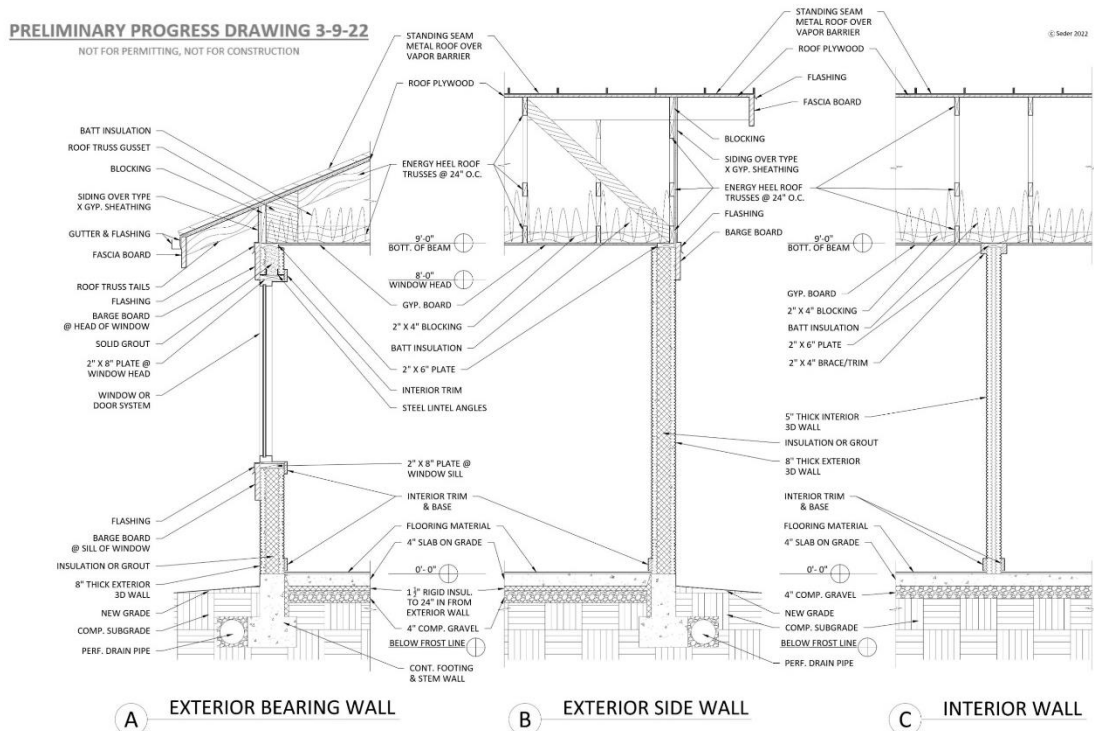 PRELIMINARY PROGRESS DRAWING 3-9-22
NOT FOR PERMITTING, NOT FOR CONSTRUCTION
© Seder 2022
STANDING SEAM
METAL ROOF OVER
VAPOR BARRIER
ROOF PLYWOOD
BATT INSULATION
ROOF TRUSS GUSSET
BLOCKING
SIDING OVER TYPE
X GYP. SHEATHING
GUTTER & FLASHING
FASCIA BOARD
ROOF TRUSS TAILS
FLASHING
BARGE BOARD
@ HEAD OF WINDOW
SOLID GROUT
2" X 8" PLATE @
WINDOW HEAD
WINDOW OR
DOOR SYSTEM
FLASHING
BARGE BOARD
@ SILL OF WINDOW
INSULATION OR GROUT
8" THICK EXTERIOR
3D WALL
NEW GRADE
COMP. SUBGRADE
PERF. DRAIN PIPE
ENERGY HEEL ROOF
TRUSSES @ 24" O.C.
9'-0"
BOTT. OF BEAM
8'-0"
WINDOW HEAD
GYP. BOARD
2" X 4" BLOCKING
BATT INSULATION
2" X 6" PLATE
INTERIOR TRIM
STEEL LINTEL ANGLES
2" X 8" PLATE @
WINDOW SILL
INTERIOR TRIM
& BASE
FLOORING MATERIAL
4" SLAB ON GRADE
0'- 0"
1 1/2" RIGID INSUL.
TO 24" IN FROM
EXTERIOR WALL
4" COMP. GRAVEL
BELOW FROST LINE
CONT. FOOTING
& STEM WALL
STANDING SEAM
METAL ROOF OVER
VAPOR BARRIER
ROOF PLYWOOD
FLASHING
FASCIA BOARD
BLOCKING
SIDING OVER TYPE
X GYP. SHEATHING
ENERGY HEEL ROOF
TRUSSES @ 24" O.C.
FLASHING
BARGE BOARD
9'-0"
BOTT. OF BEAM
GYP. BOARD
2" X 4" BLOCKING
BATT INSULATION
2" X 6" PLATE
2" X 4" BRACE/TRIM
5" THICK INTERIOR
3D WALL
INSULATION OR GROUT
8" THICK EXTERIOR
3D WALL
INTERIOR TRIM
& BASE
FLOORING MATERIAL
4" SLAB ON GRADE
0'- 0"
4" COMP. GRAVEL
NEW GRADE
COMP. SUBGRADE
BELOW FROST LINE
PERF. DRAIN PIPE
A EXTERIOR BEARING WALL
B EXTERIOR SIDE WALL
C INTERIOR WALL